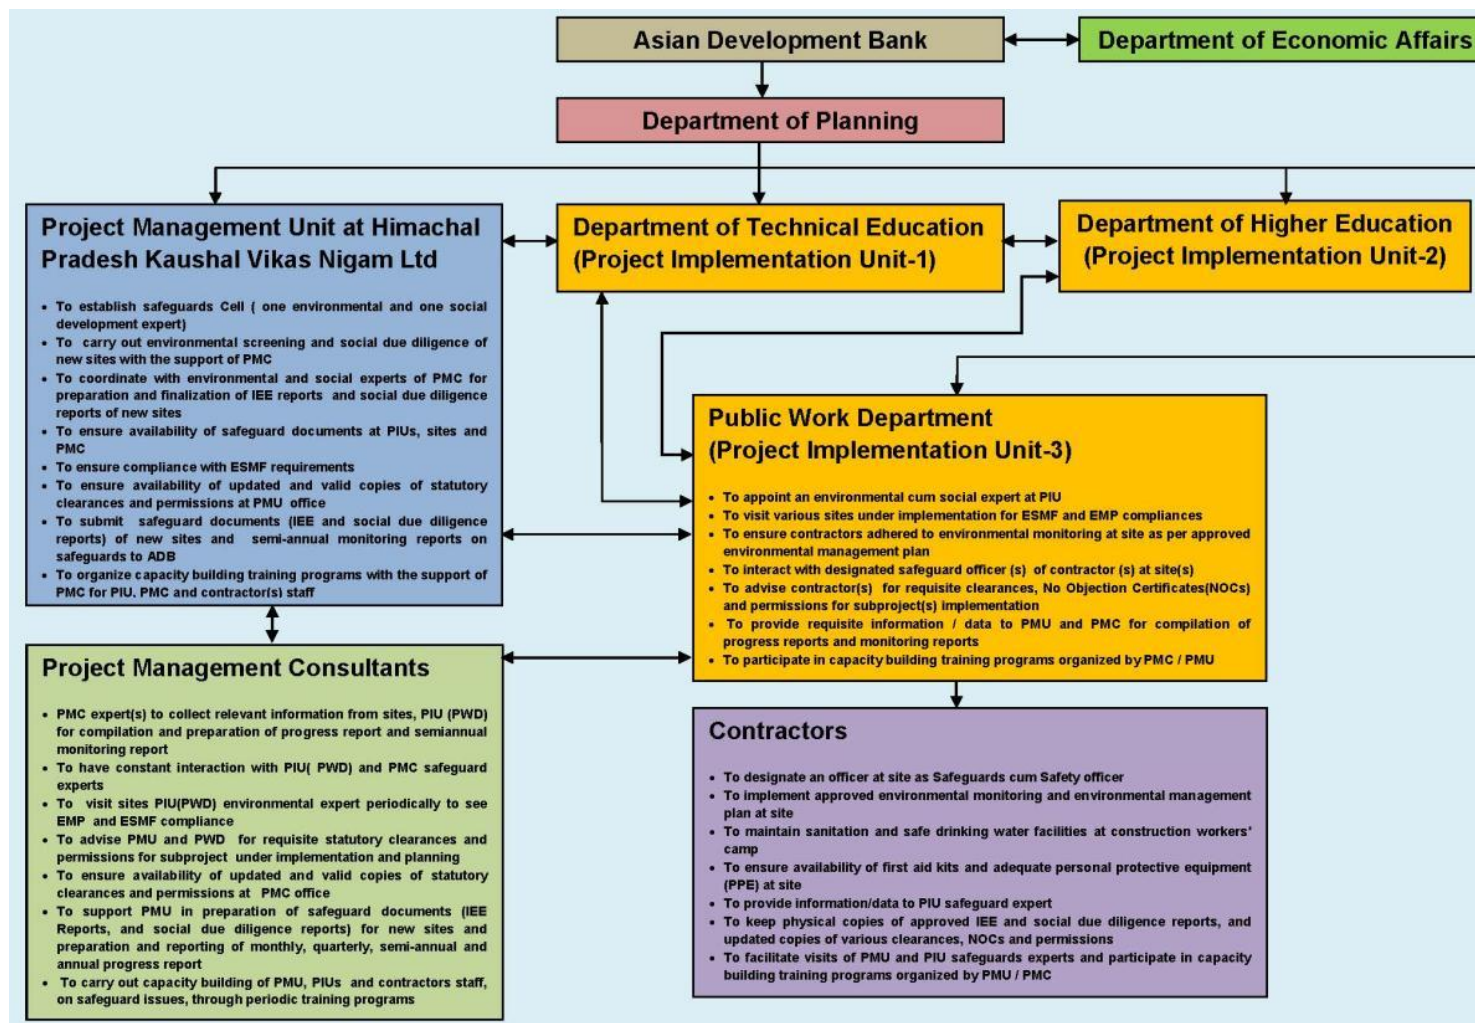 Asian Development Bank
Department of Economic Affairs
Department of Planning
Project Management Unit at Himachal
Pradesh Kaushal Vikas Nigam Ltd
• To establish safeguards Cell ( one environmental and one social
development expert)
• To carry out environmental screening and social due diligence of
new sites with the support of PMC
• To coordinate with environmental and social experts of PMC for
preparation and finalization of IEE reports and social due diligence
reports of new sites
• To ensure availability of safeguard documents at PIUs, sites and
PMC
• To ensure compliance with ESMF requirements
• To ensure availability of updated and valid copies of statutory
clearances and permissions at PMU office
• To submit safeguard documents (IEE and social due diligence
reports) of new sites and semi-annual monitoring reports on
safeguards to ADB
• To organize capacity building training programs with the support of
PMC for PIU, PMC and contractor(s) staff
Department of Technical Education
(Project Implementation Unit-1)
Department of Higher Education
(Project Implementation Unit-2)
Public Work Department
(Project Implementation Unit-3)
• To appoint an environmental cum social expert at PIU
• To visit various sites under implementation for ESMF and EMP compliances
• To ensure contractors adhered to environmental monitoring at site as per approved
environmental management plan
• To interact with designated safeguard officer (s) of contractor (s) at site(s)
• To advise contractor(s) for requisite clearances, No Objection Certificates(NOCs)
and permissions for subproject(s) implementation
• To provide requisite information / data to PMU and PMC for compilation of
progress reports and monitoring reports
• To participate in capacity building training programs organized by PMC / PMU
Project Management Consultants
• PMC expert(s) to collect relevant information from sites, PIU (PWD)
for compilation and preparation of progress report and semiannual
monitoring report
• To have constant interaction with PIU( PWD) and PMC safeguard
experts
• To visit sites PIU(PWD) environmental expert periodically to see
EMP and ESMF compliance
• To advise PMU and PWD for requisite statutory clearances and
permissions for subproject under implementation and planning
• To ensure availability of updated and valid copies of statutory
clearances and permissions at PMC office
• To support PMU in preparation of safeguard documents (IEE
Reports, and social due diligence reports) for new sites and
preparation and reporting of monthly, quarterly, semi-annual and
annual progress report
• To carry out capacity building of PMU, PIUs and contractors staff,
on safeguard issues, through periodic training programs
Contractors
• To designate an officer at site as Safeguards cum Safety officer
• To implement approved environmental monitoring and environmental management
plan at site
• To maintain sanitation and safe drinking water facilities at construction workers'
camp
• To ensure availability of first aid kits and adequate personal protective equipment
(PPE) at site
• To provide information/data to PIU safeguard expert
• To keep physical copies of approved IEE and social due diligence reports, and
updated copies of various clearances, NOCs and permissions
• To facilitate visits of PMU and PIU safeguards experts and participate in capacity
building training programs organized by PMU / PMC